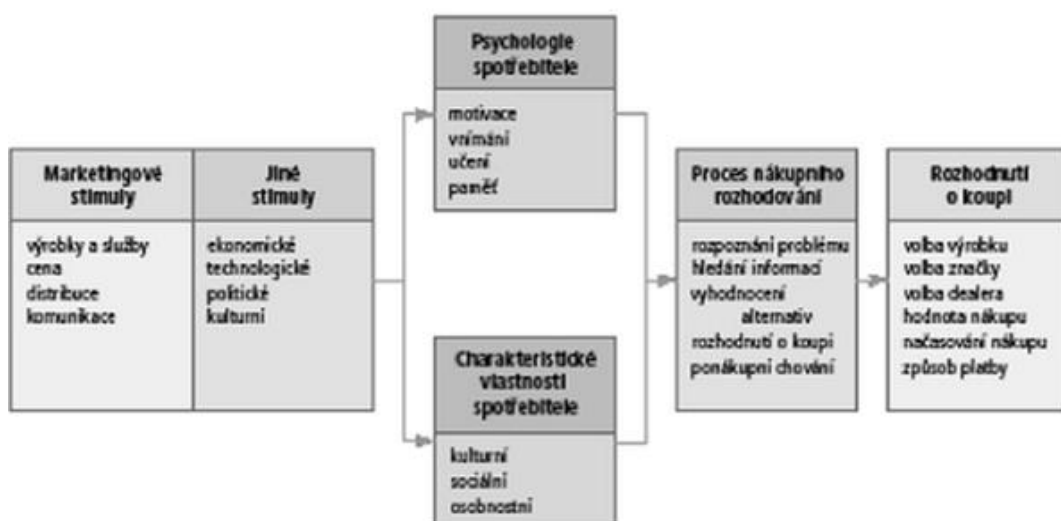 Psychologie
spotřebitele
motivace
vnímání
učení
paměť
Marketingové
stimuly
výrobky a služby
cena
distribuce
komunikace
Jiné
stimuly
ekonomické
technologické
politické
kulturní
Charakteristické
vlastnosti
spotřebitele
kulturní
sociální
osobnostní
Proces nákupního
rozhodování
rozpoznání problému
hledání informací
vyhodnocení
alternativ
rozhodnutí o koupi
ponákupní chování
Rozhodnutí
o koupi
volba výrobku
volba značky
volba dealera
hodnota nákupu
načasování nákupu
způsob platby